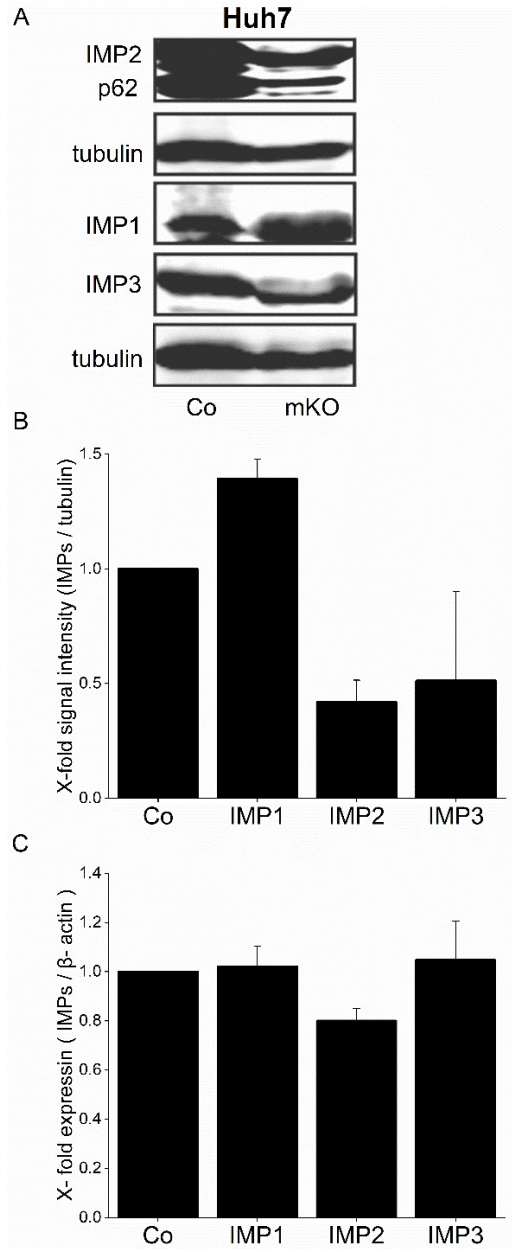 A
Huh7
IMP2
p62
tubulin
IMP1
IMP3
tubulin
Co mKO
B
X-fold signal intensity (IMPs / tubulin)
1.5
1.0
0.5
0.0
Co IMP1 IMP2 IMP3
C
X- fold expressin ( IMPs / β- actin )
1.4
1.2
1.0
0.8
0.6
0.4
0.2
0.0
Co IMP1 IMP2 IMP3